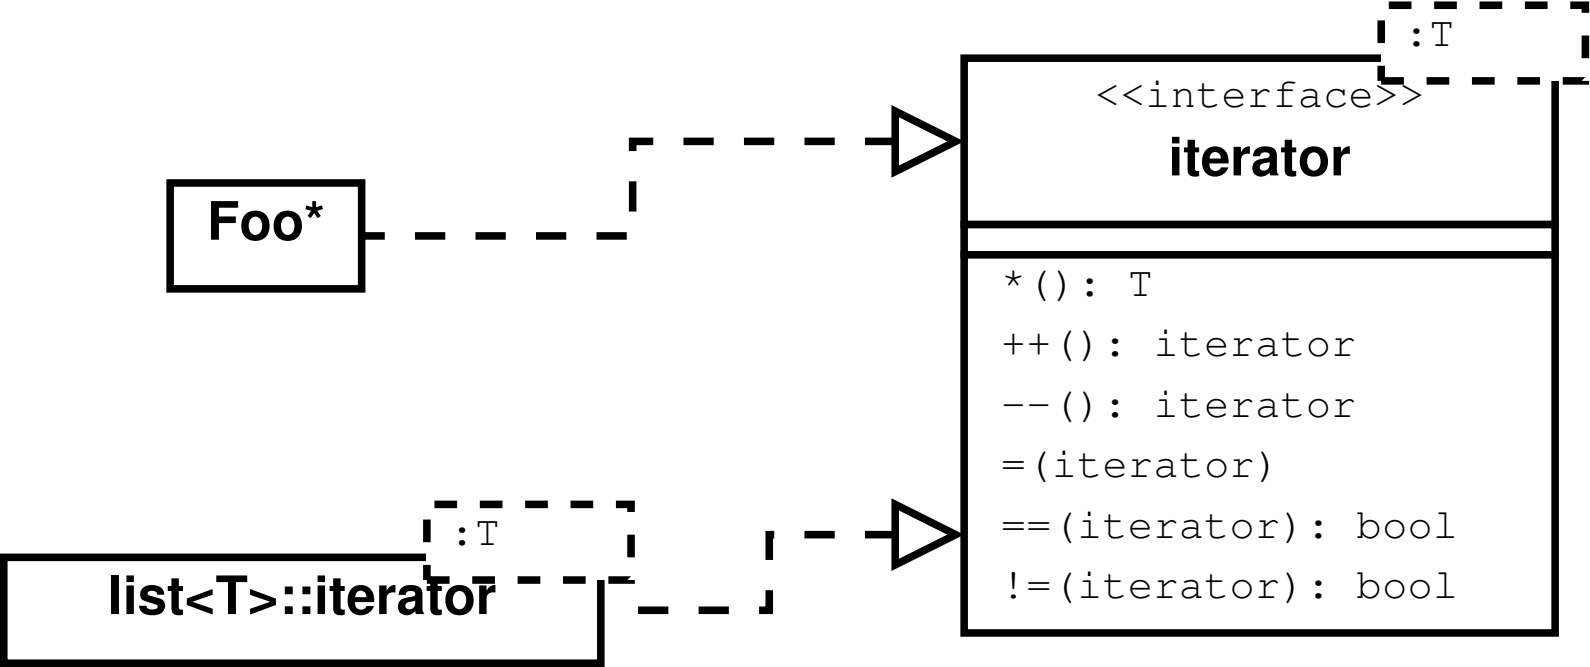 :T
<<interface>>
iterator
Foo*
*(): T
++(): iterator
--(): iterator
=(iterator)
==(iterator): bool
!=(iterator): bool
:T
list<T>::iterator